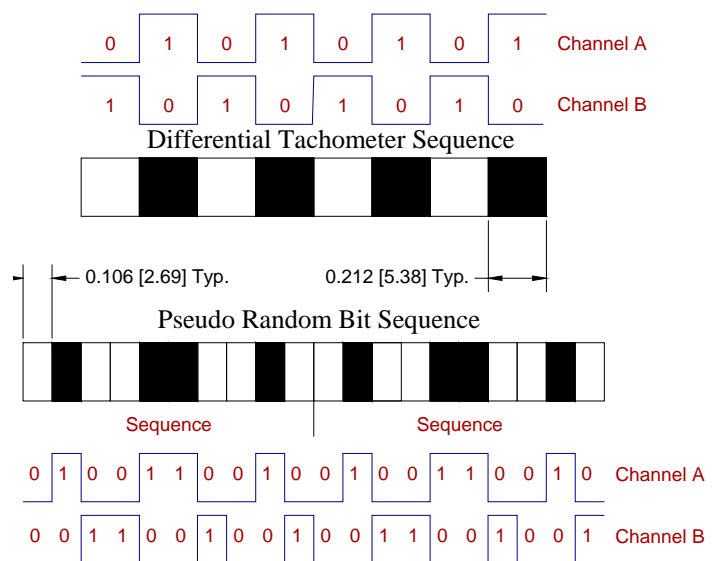 0 1 0 1 0 1 0 1 Channel A
1 0 1 0 1 0 1 0 Channel B
Differential Tachometer Sequence
0.106 [2.69] Typ. 0.212 [5.38] Typ.
Pseudo Random Bit Sequence
Sequence Sequence
0 1 0 0 1 1 0 0 1 0 0 1 0 0 1 1 0 0 1 0 Channel A
0 0 1 1 0 0 1 0 0 1 0 0 1 1 0 0 1 0 0 1 Channel B